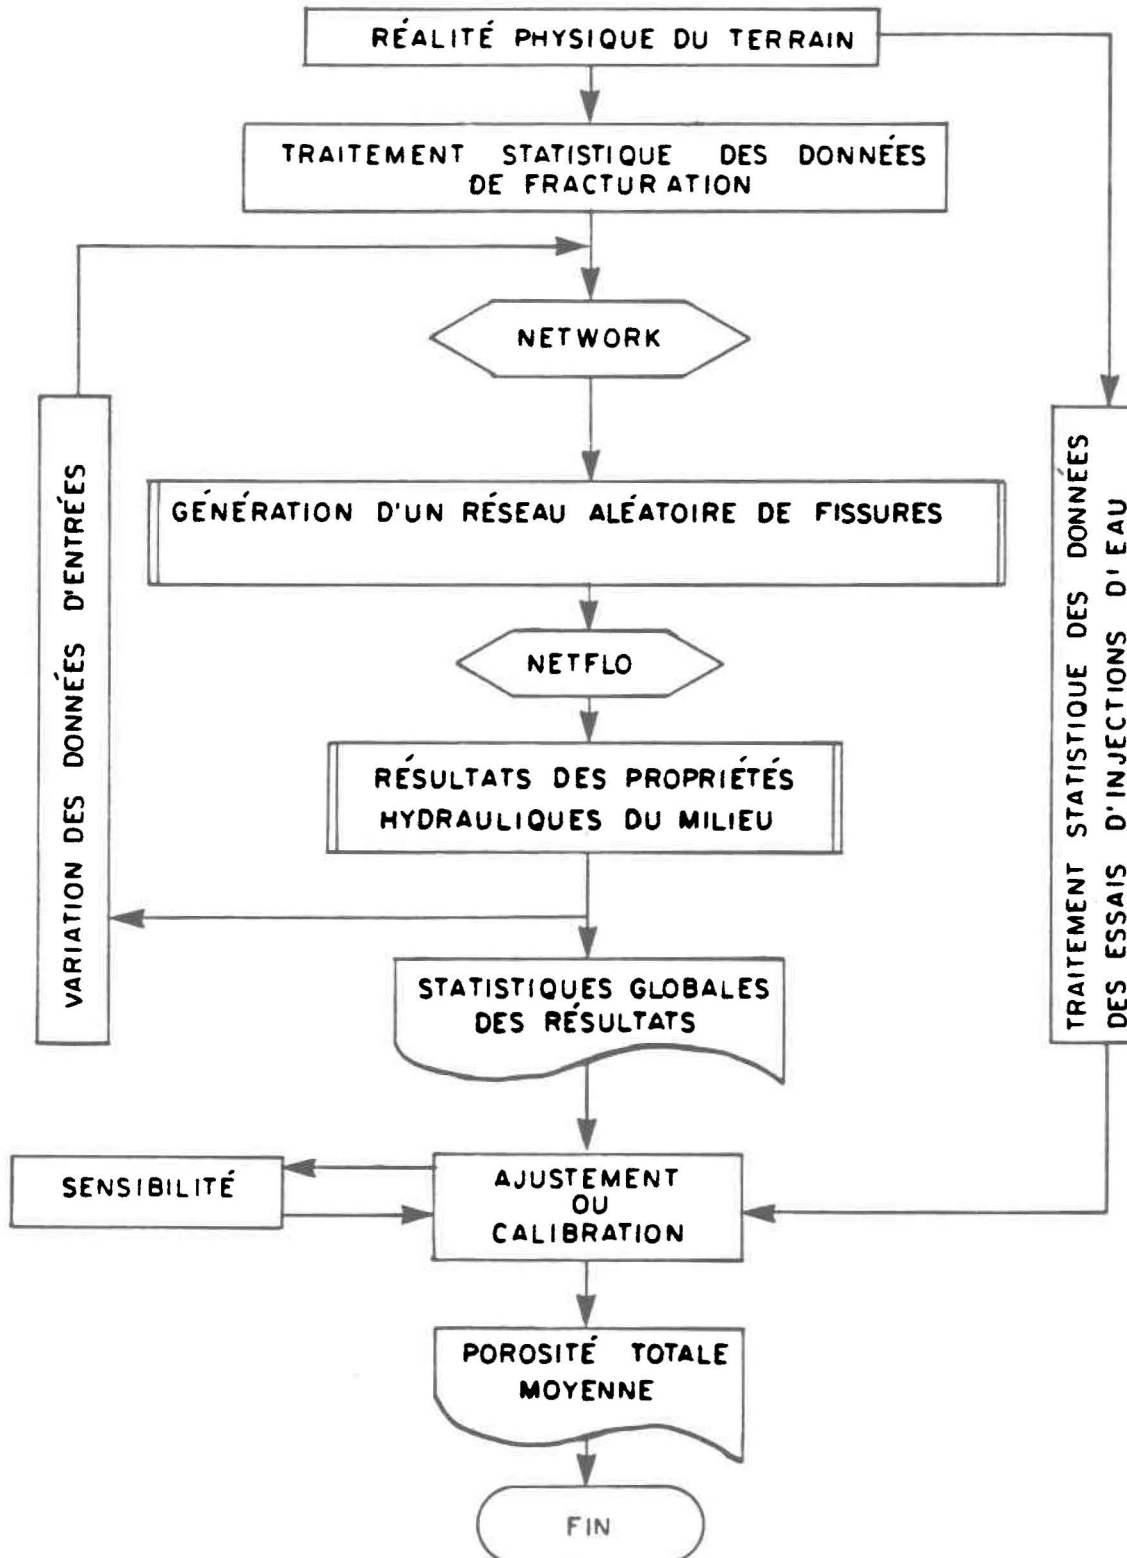 RÉALITÉ PHYSIQUE DU TERRAIN
TRAITEMENT STATISTIQUE DES DONNÉES
DE FRACTURATION
NETWORK
GÉNÉRATION D'UN RÉSEAU ALÉATOIRE DE FISSURES
NETFLO
RÉSULTATS DES PROPRIÉTÉS
HYDRAULIQUES DU MILIEU
VARIATION DES DONNÉES D'ENTRÉES
TRAITEMENT STATISTIQUE DES DONNÉES
DES ESSAIS D'INJECTIONS D'EAU
STATISTIQUES GLOBALES
DES RÉSULTATS
SENSIBILITÉ
AJUSTEMENT
OU
CALIBRATION
POROSITÉ TOTALE
MOYENNE
FIN